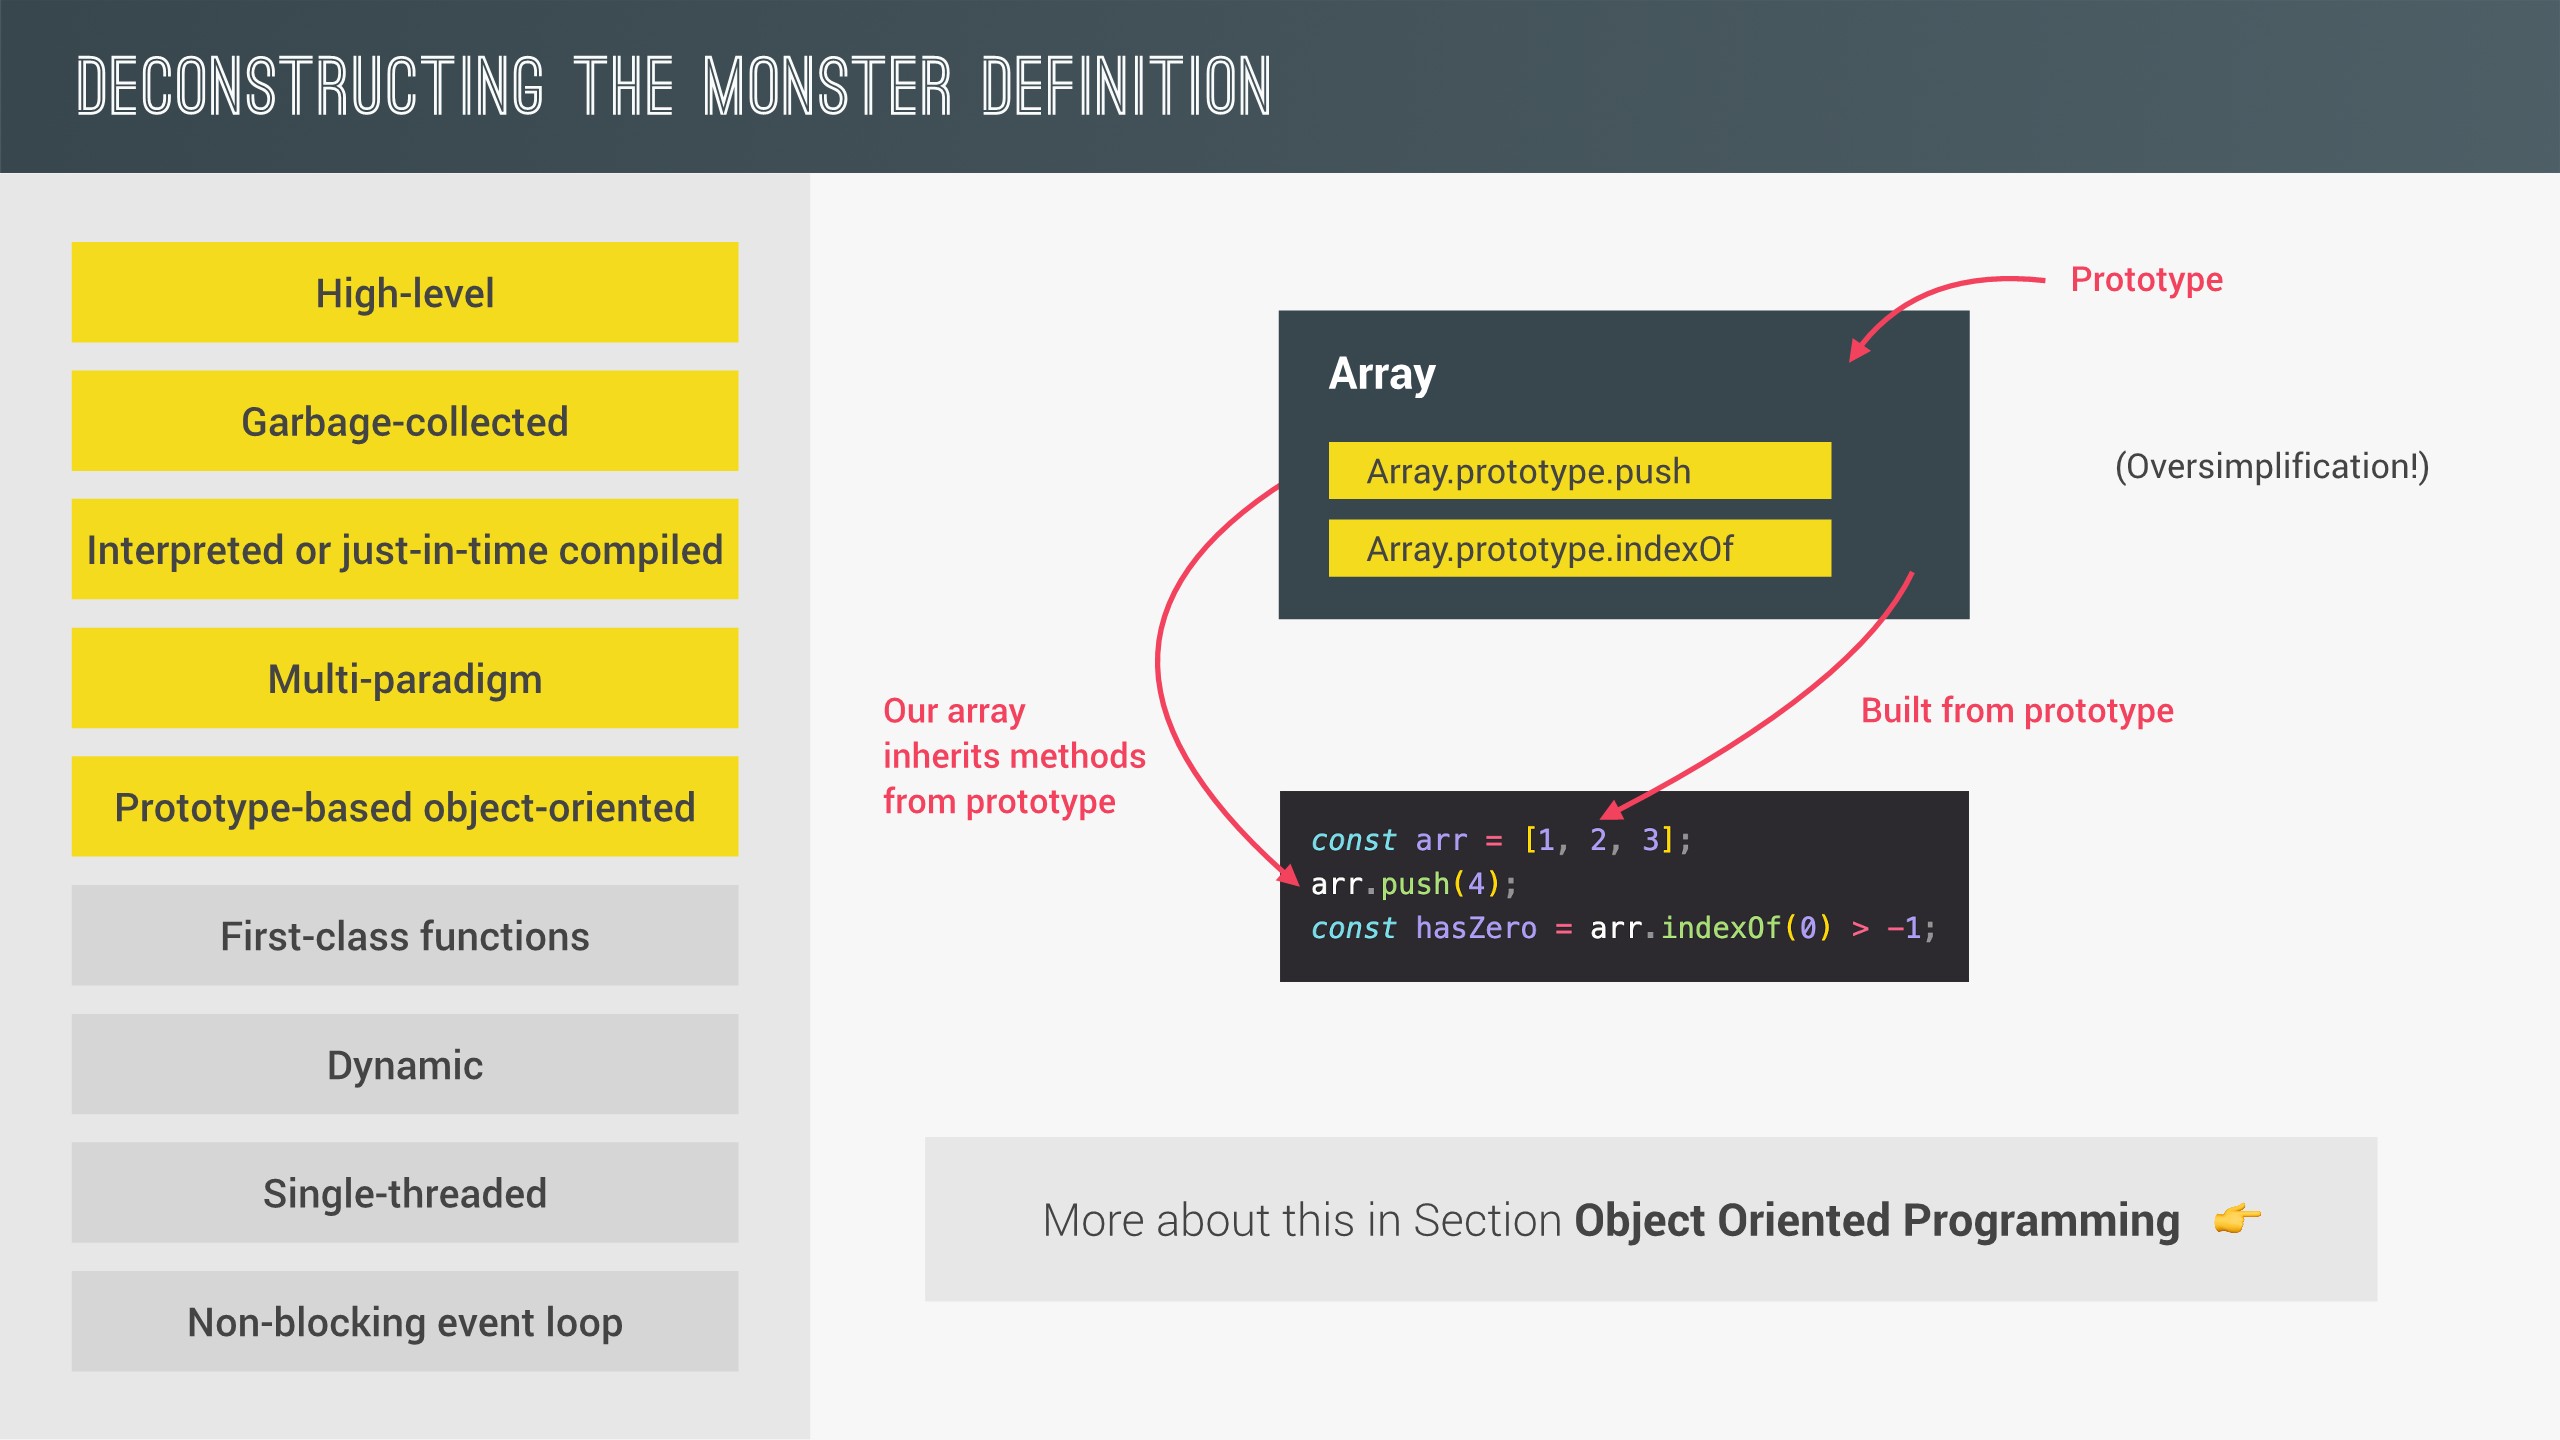 DECONSTRUCTING THE MONSTER DEFINITION
High-level
Garbage-collected
Interpreted or just-in-time compiled
Multi-paradigm
Prototype-based object-oriented
First-class functions
Dynamic
Single-threaded
Non-blocking event loop
Prototype
Array
Array.prototype.push
Array.prototype.indexOf
(Oversimplification!)
Our array
inherits methods
from prototype
Built from prototype
const arr = [1, 2, 3];
arr.push(4);
const hasZero = arr.indexOf(0) > -1;
More about this in Section Object Oriented Programming 👉